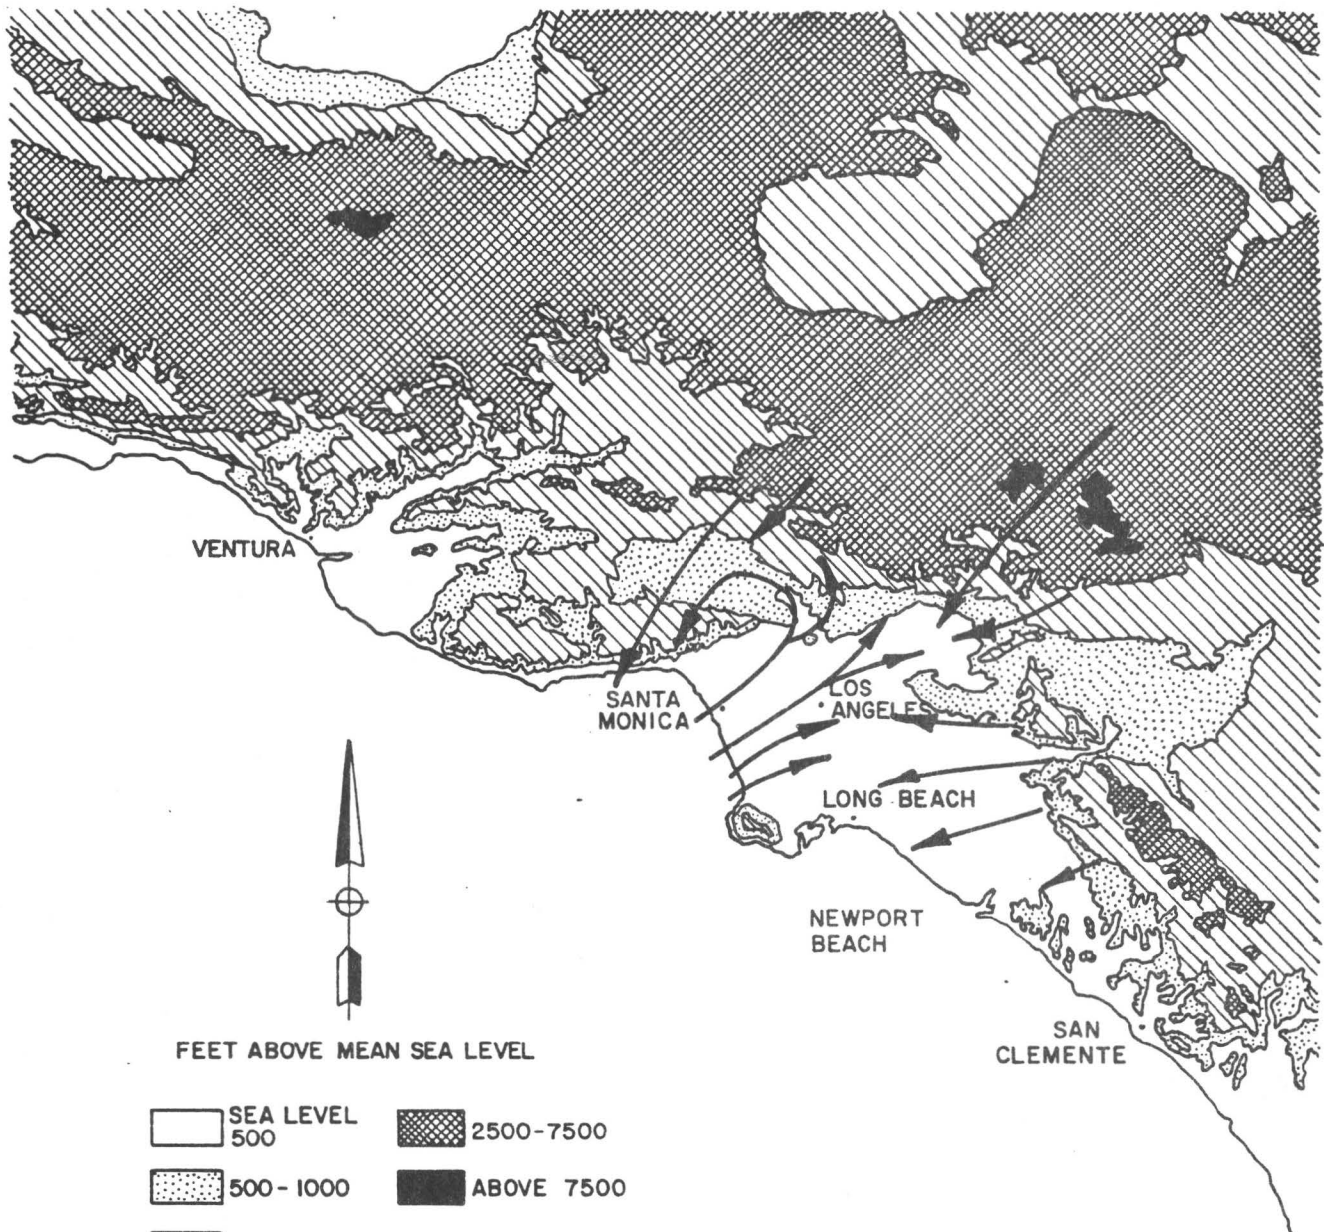 VENTURA
SANTA
MONICA
LOS
ANGELES
LONG BEACH
NEWPORT
BEACH
SAN
CLEMENTE
FEET ABOVE MEAN SEA LEVEL
SEA LEVEL
500
2500-7500
500-1000
ABOVE 7500